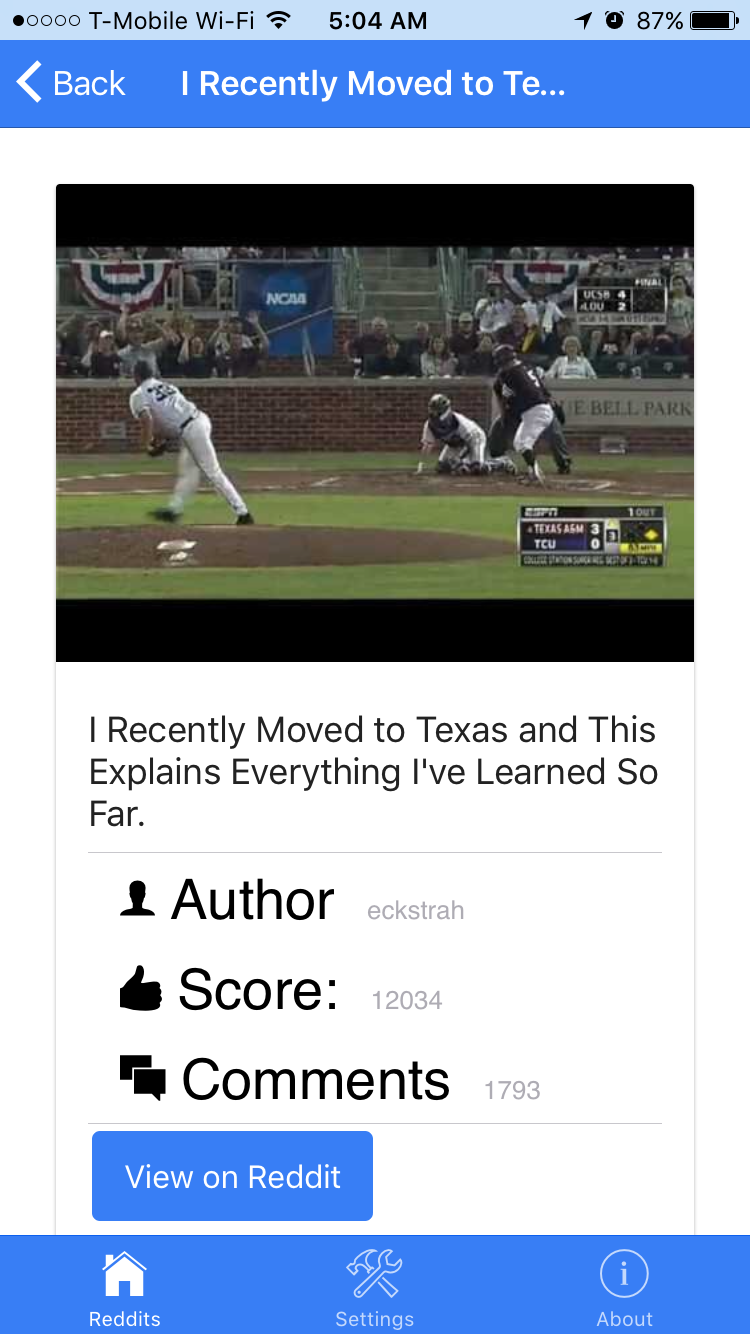 T-Mobile Wi-Fi 5:04 AM 87%
Back I Recently Moved to Te...
NCAA
FINAL
UCSB 4
LOU 2
UE BELL PARK
ESPN 1 OUT
TEXAS A&M 3
TCU 0
3
I Recently Moved to Texas and This
Explains Everything I've Learned So
Far.
Author eckstrah
Score: 12034
Comments 1793
View on Reddit
Reddits Settings About